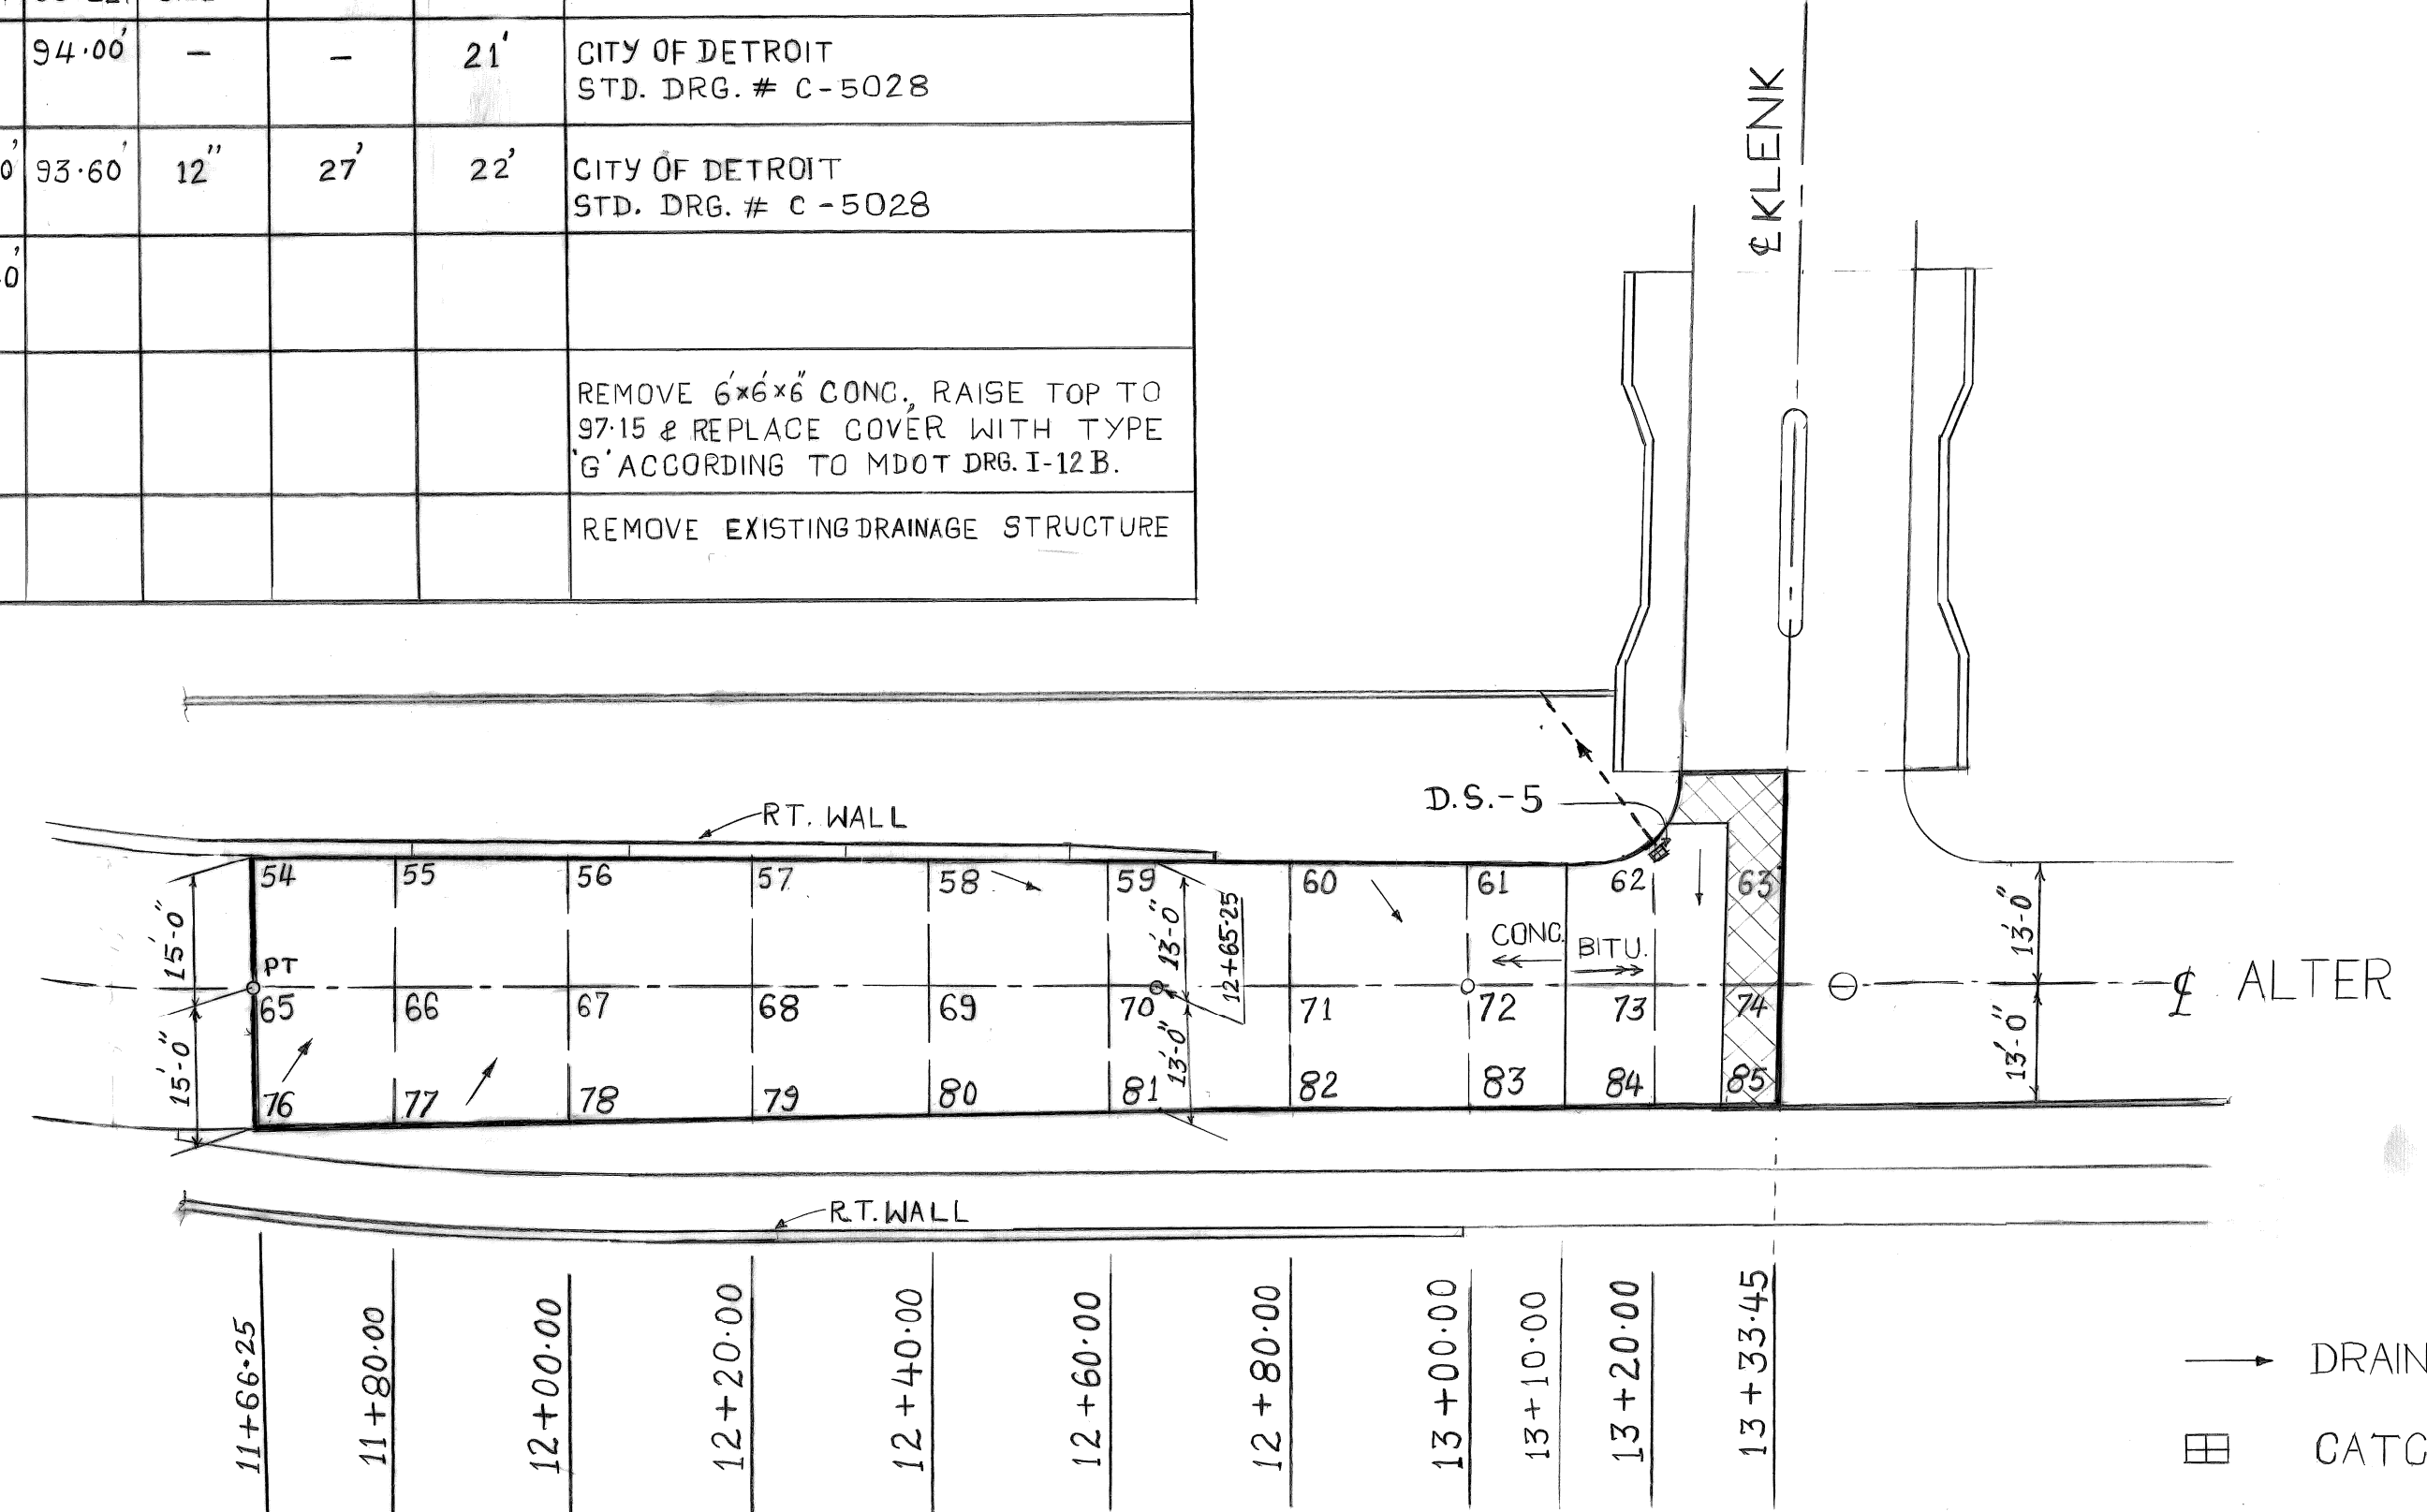 94.00' — — 21' CITY OF DETROIT
STD. DRG. # C-5028
0' 93.60' 12" 27' 22' CITY OF DETROIT
STD. DRG. # C-5028
0'
REMOVE 6'x6'x6" CONC., RAISE TOP TO
97.15 & REPLACE COVER WITH TYPE
'G' ACCORDING TO MDOT DRG. I-12B.
REMOVE EXISTING DRAINAGE STRUCTURE
℄ KLENK
D.S.-5
RT. WALL
54 55 56 57 58 59 60 61 62 63
15'-0"
13'-0"
12+65.25
13'-0"
CONC.
BITU.
PT
65 66 67 68 69 70 71 72 73 74
℄ ALTER
15'-0"
13'-0"
13'-0"
76 77 78 79 80 81 82 83 84 85
RT. WALL
11+66.25
11+80.00
12+00.00
12+20.00
12+40.00
12+60.00
12+80.00
13+00.00
13+10.00
13+20.00
13+33.45
DRAIN
CATC